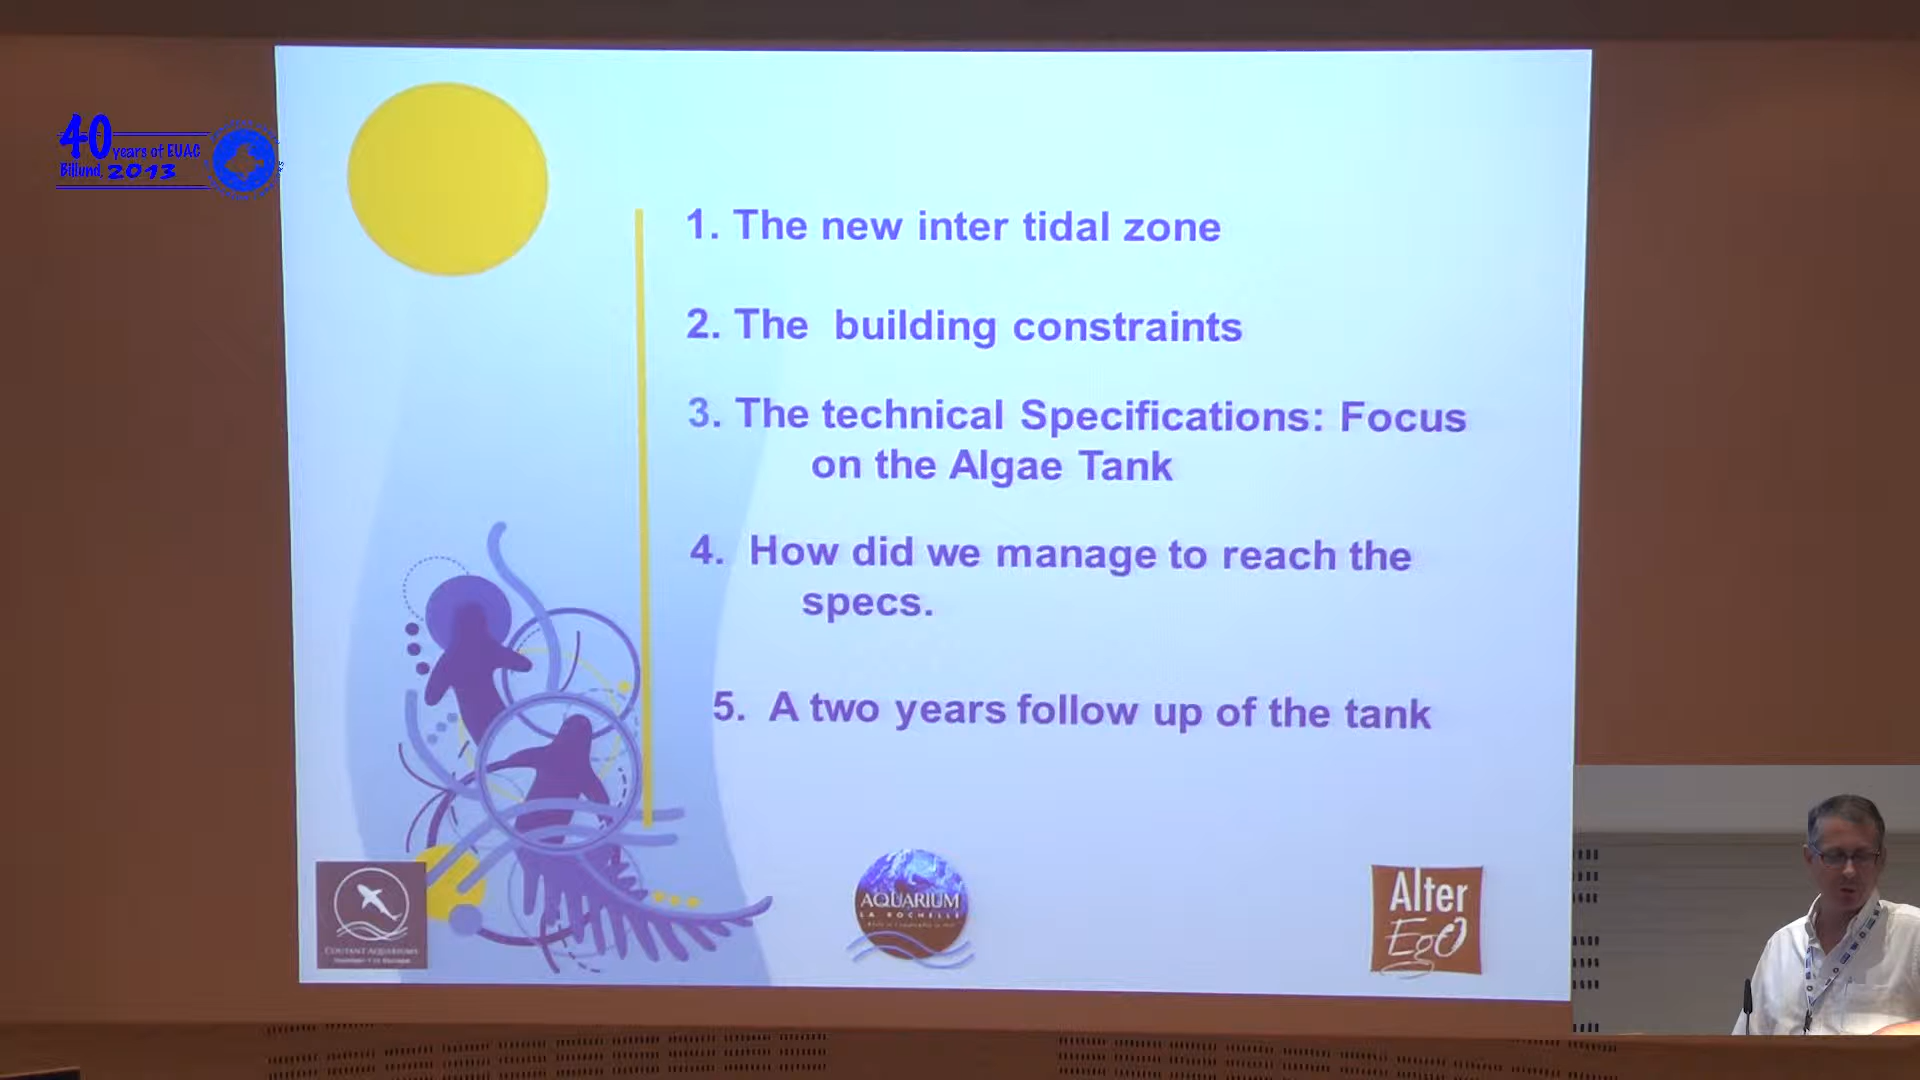 40 years of EUAC
Billund, 2013
1. The new inter tidal zone
2. The  building constraints
3. The technical Specifications: Focus
on the Algae Tank
4.  How did we manage to reach the
specs.
5.  A two years follow up of the tank
COUTANT AQUARIUMS
AQUARIUM
LA ROCHELLE
Alter
Ego